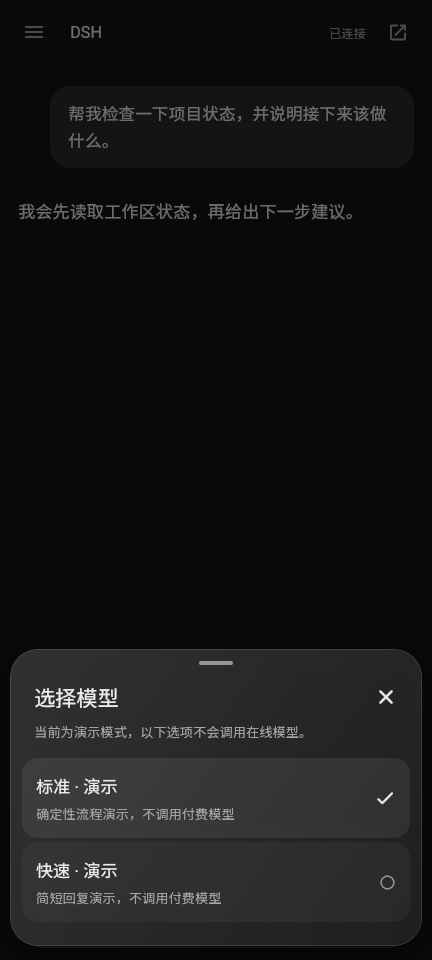 DSH
已连接
帮我检查一下项目状态，并说明接下来该做
什么。
我会先读取工作区状态，再给出下一步建议。
选择模型
当前为演示模式，以下选项不会调用在线模型。
标准 · 演示
确定性流程演示，不调用付费模型
快速 · 演示
简短回复演示，不调用付费模型